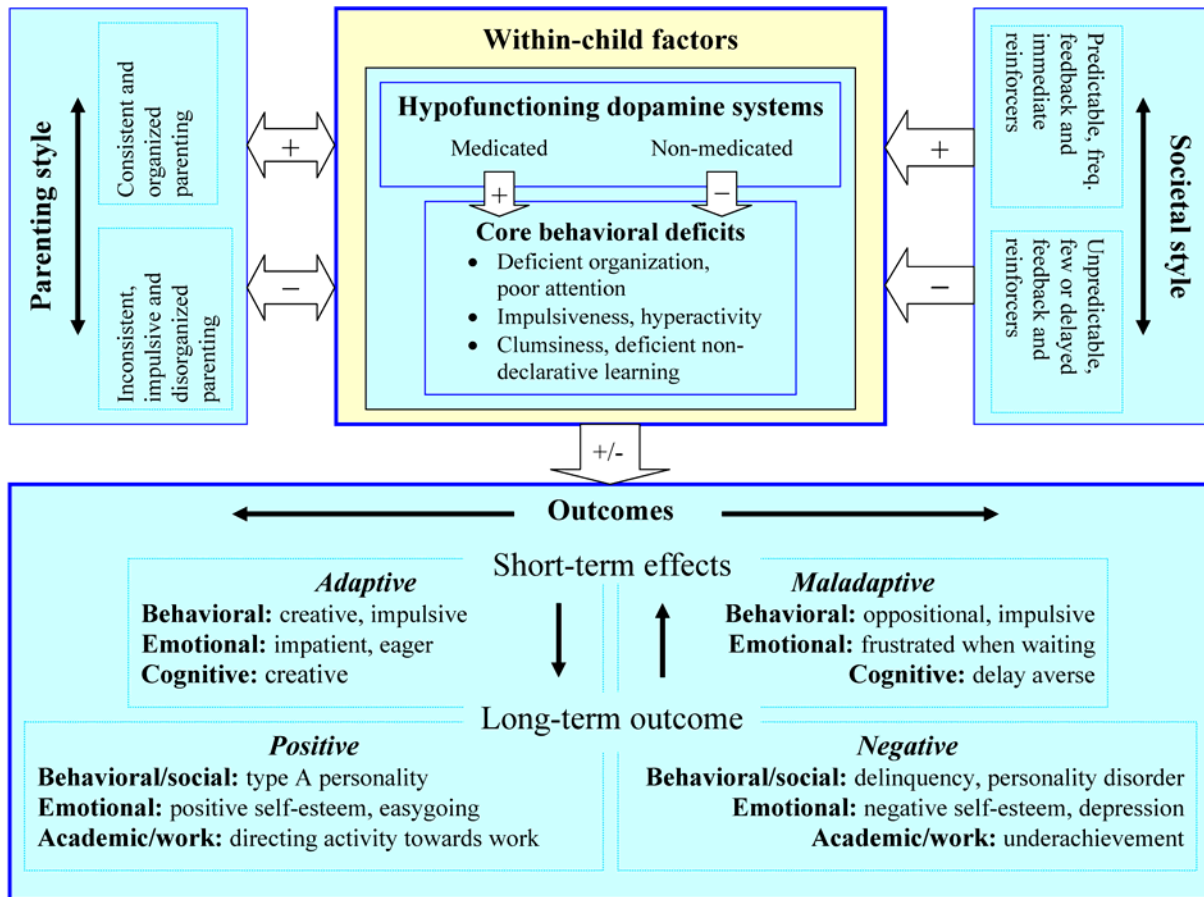 Parenting style
Consistent and
organized
parenting
Inconsistent,
impulsive and
disorganized
parenting
+
−
Within-child factors
Hypofunctioning dopamine systems
Medicated
Non-medicated
+
−
Core behavioral deficits
• Deficient organization,
poor attention
• Impulsiveness, hyperactivity
• Clumsiness, deficient non-
declarative learning
+
−
Predictable, freq.
feedback and
immediate
reinforcers
Unpredictable,
few or delayed
feedback and
reinforcers
Societal style
+/-
Outcomes
Short-term effects
Adaptive
Behavioral: creative, impulsive
Emotional: impatient, eager
Cognitive: creative
Maladaptive
Behavioral: oppositional, impulsive
Emotional: frustrated when waiting
Cognitive: delay averse
Long-term outcome
Positive
Behavioral/social: type A personality
Emotional: positive self-esteem, easygoing
Academic/work: directing activity towards work
Negative
Behavioral/social: delinquency, personality disorder
Emotional: negative self-esteem, depression
Academic/work: underachievement